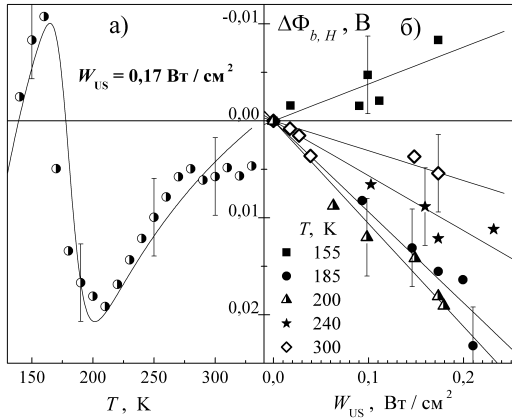 а)
W_US = 0,17 Вт / см²
150 200 250 300
T , K
ΔΦ_b, H , В
б)
-0,01
0,00
0,01
0,02
T, K
155
185
200
240
300
0,0 0,1 0,2
W_US, Вт / см²